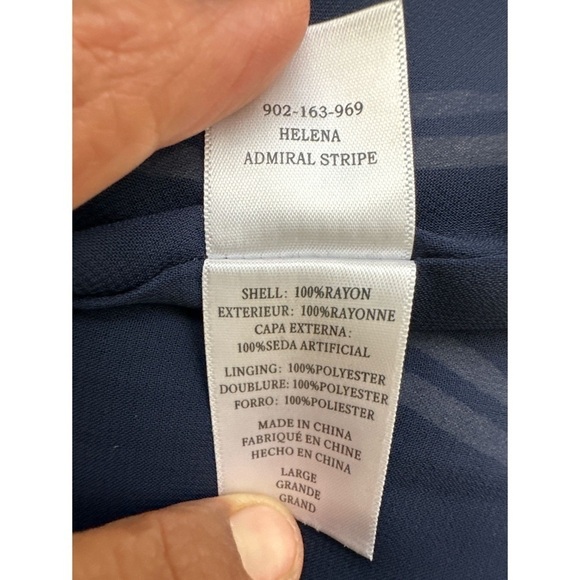 902-163-969
HELENA
ADMIRAL STRIPE
SHELL: 100%RAYON
EXTERIEUR: 100%RAYONNE
CAPA EXTERNA:
100%SEDA ARTIFICIAL
LINGING: 100%POLYESTER
DOUBLURE: 100%POLYESTER
FORRO: 100%POLIESTER
MADE IN CHINA
FABRIQUÉ EN CHINE
HECHO EN CHINA
LARGE
GRANDE
GRAND